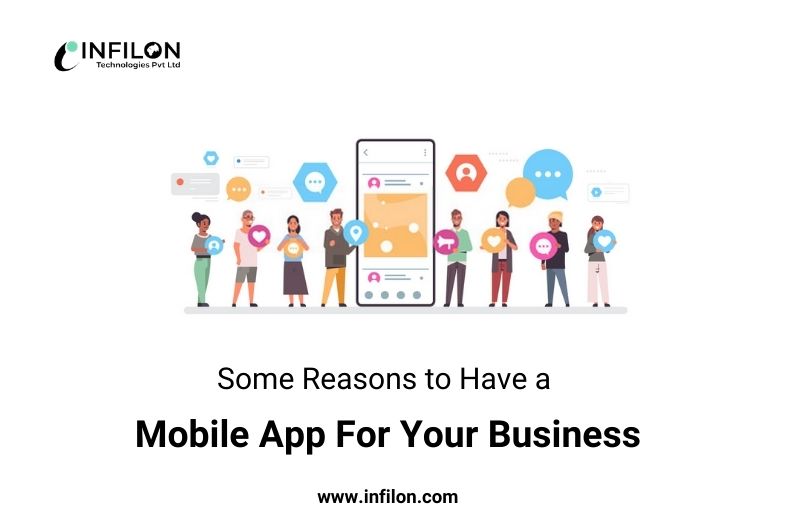 INFILON
Technologies Pvt Ltd
Some Reasons to Have a
Mobile App For Your Business
www.infilon.com